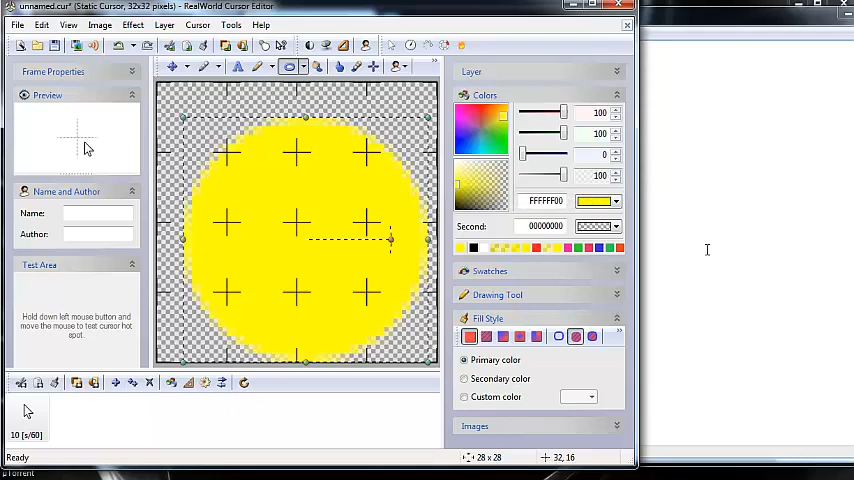 unnamed.cur* (Static Cursor, 32x32 pixels) - RealWorld Cursor Editor
File Edit View Image Effect Layer Cursor Tools Help
Frame Properties
Preview
Name and Author
Name:
Author:
Test Area
Hold down left mouse button and
move the mouse to test cursor hot
spot.
10 [s/60]
Ready
28 x 28
32, 16
Layer
Colors
100
100
0
100
FFFFFF00
Second: 00000000
Swatches
Drawing Tool
Fill Style
Primary color
Secondary color
Custom color
Images
µTorrent